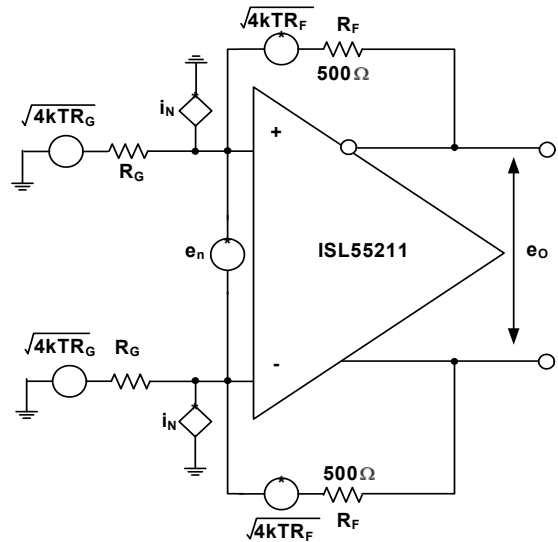 √4kTR_F
R_F
500Ω
i_N
√4kTR_G
R_G
+
e_n
ISL55211
e_O
√4kTR_G
R_G
-
i_N
500Ω
√4kTR_F
R_F